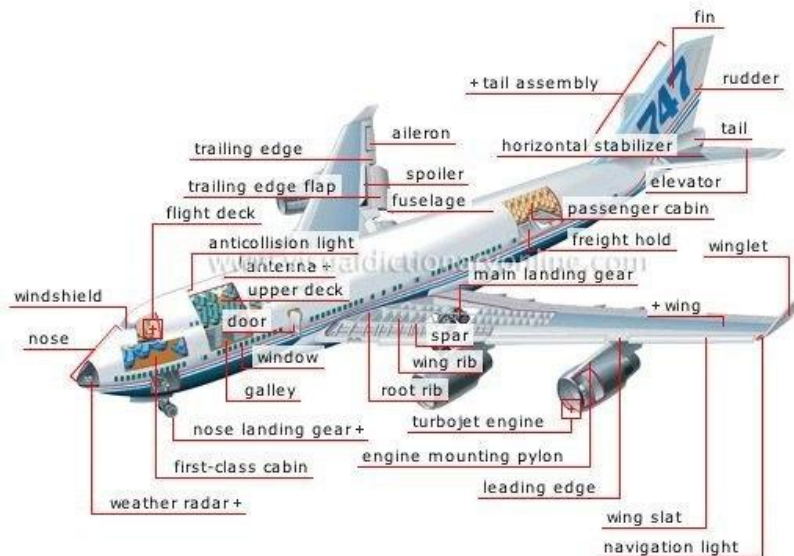 fin
+ tail assembly
rudder
747
tail
aileron
horizontal stabilizer
trailing edge
spoiler
elevator
trailing edge flap
fuselage
passenger cabin
flight deck
freight hold
anticollision light
winglet
antenna +
main landing gear
upper deck
windshield
+ wing
door
spar
nose
window
wing rib
galley
root rib
nose landing gear +
turbojet engine
first-class cabin
engine mounting pylon
leading edge
weather radar +
wing slat
navigation light